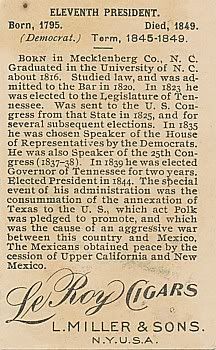 ELEVENTH PRESIDENT.
Born, 1795. Died, 1849.
(Democrat.) Term, 1845-1849.
BORN in Mecklenberg Co., N. C.
Graduated in the University of N. C.
about 1816. Studied law, and was ad-
mitted to the Bar in 1820. In 1823 he
was elected to the Legislature of Ten-
nessee. Was sent to the U. S. Con-
gress from that State in 1825, and for
several subsequent elections. In 1835
he was chosen Speaker of the House
of Representatives by the Democrats.
He was also Speaker of the 25th Con-
gress (1837-38). In 1839 he was elected
Governor of Tennessee for two years.
Elected President in 1844. The special
event of his administration was the
consummation of the annexation of
Texas to the U. S., which act Polk
was pledged to promote, and which
was the cause of an aggressive war
between this country and Mexico.
The Mexicans obtained peace by the
cession of Upper California and New
Mexico.
Le Roy CIGARS
L. MILLER & SONS.
N.Y. U.S.A.